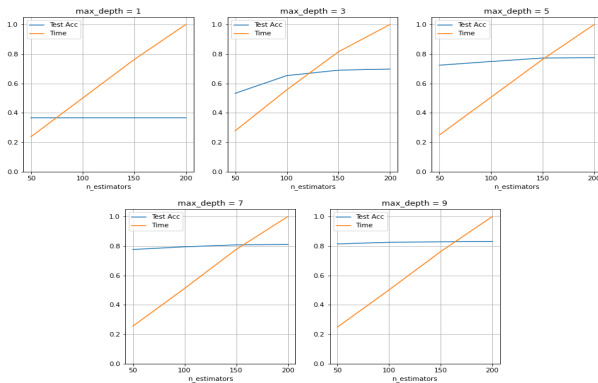 max_depth = 1
1.0
0.8
0.6
0.4
0.2
0.0
Test Acc
Time
50 100 150 200
n_estimators
max_depth = 3
1.0
0.8
0.6
0.4
0.2
0.0
Test Acc
Time
50 100 150 200
n_estimators
max_depth = 5
1.0
0.8
0.6
0.4
0.2
0.0
Test Acc
Time
50 100 150 200
n_estimators
max_depth = 7
1.0
0.8
0.6
0.4
0.2
0.0
Test Acc
Time
50 100 150 200
n_estimators
max_depth = 9
1.0
0.8
0.6
0.4
0.2
0.0
Test Acc
Time
50 100 150 200
n_estimators